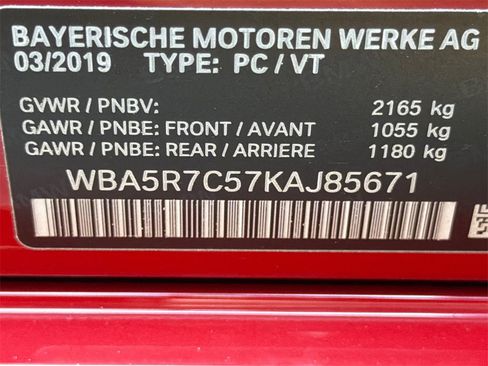 BAYERISCHE MOTOREN WERKE AG
03/2019 TYPE: PC / VT
GVWR / PNBV: 2165 kg
GAWR / PNBE: FRONT / AVANT 1055 kg
GAWR / PNBE: REAR / ARRIERE 1180 kg
WBA5R7C57KAJ85671